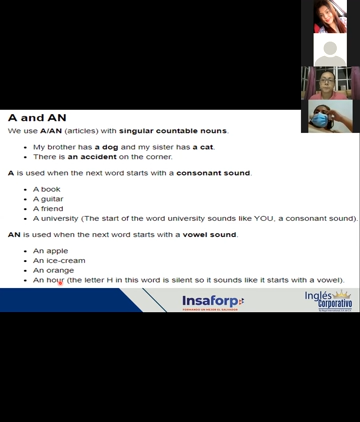 A and AN
We use A/AN (articles) with singular countable nouns.
• My brother has a dog and my sister has a cat.
• There is an accident on the corner.
A is used when the next word starts with a consonant sound.
• A book
• A guitar
• A friend
• A university (The start of the word university sounds like YOU, a consonant sound).
AN is used when the next word starts with a vowel sound.
• An apple
• An ice-cream
• An orange
• An hour (the letter H in this word is silent so it sounds like it starts with a vowel).
Insaforp
Inglés
Corporativo